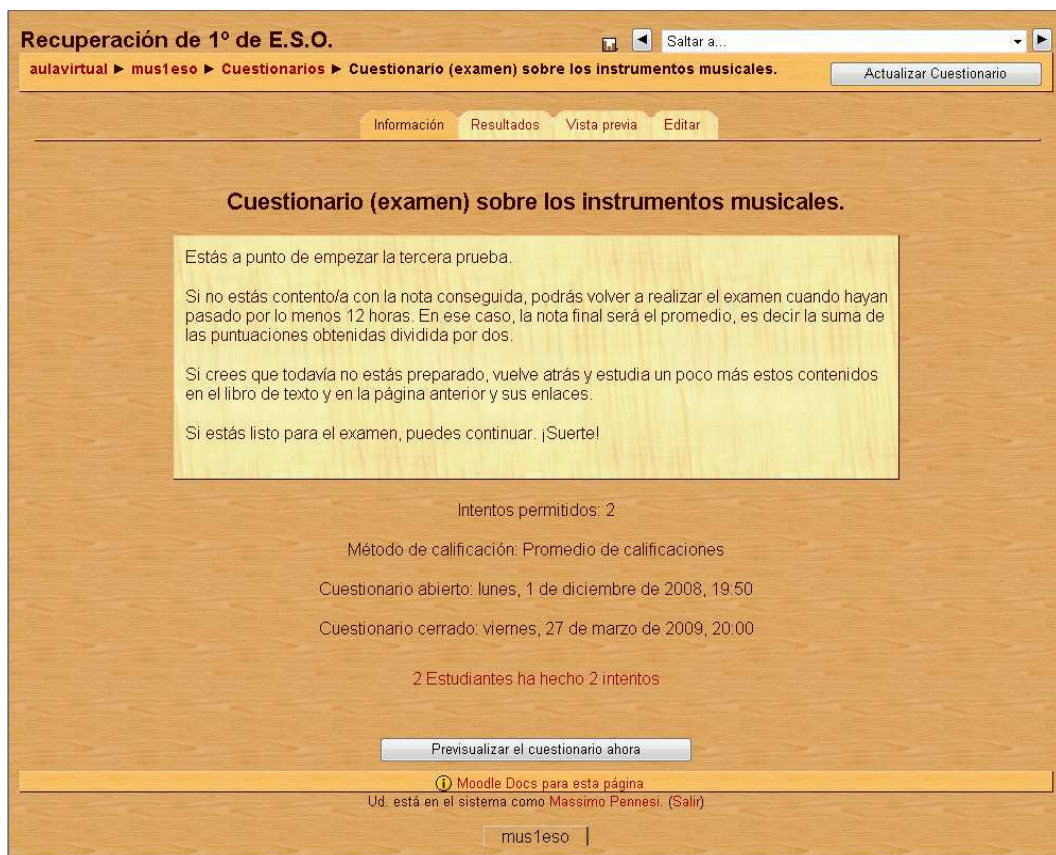 Recuperación de 1º de E.S.O.
Saltar a...
aulavirtual ► mus1eso ► Cuestionarios ► Cuestionario (examen) sobre los instrumentos musicales.
Actualizar Cuestionario
Información Resultados Vista previa Editar
Cuestionario (examen) sobre los instrumentos musicales.
Estás a punto de empezar la tercera prueba.
Si no estás contento/a con la nota conseguida, podrás volver a realizar el examen cuando hayan
pasado por lo menos 12 horas. En ese caso, la nota final será el promedio, es decir la suma de
las puntuaciones obtenidas dividida por dos.
Si crees que todavía no estás preparado, vuelve atrás y estudia un poco más estos contenidos
en el libro de texto y en la página anterior y sus enlaces.
Si estás listo para el examen, puedes continuar. ¡Suerte!
Intentos permitidos: 2
Método de calificación: Promedio de calificaciones
Cuestionario abierto: lunes, 1 de diciembre de 2008, 19:50
Cuestionario cerrado: viernes, 27 de marzo de 2009, 20:00
2 Estudiantes ha hecho 2 intentos
Previsualizar el cuestionario ahora
Moodle Docs para esta página
Ud. está en el sistema como Massimo Pennesi. (Salir)
mus1eso